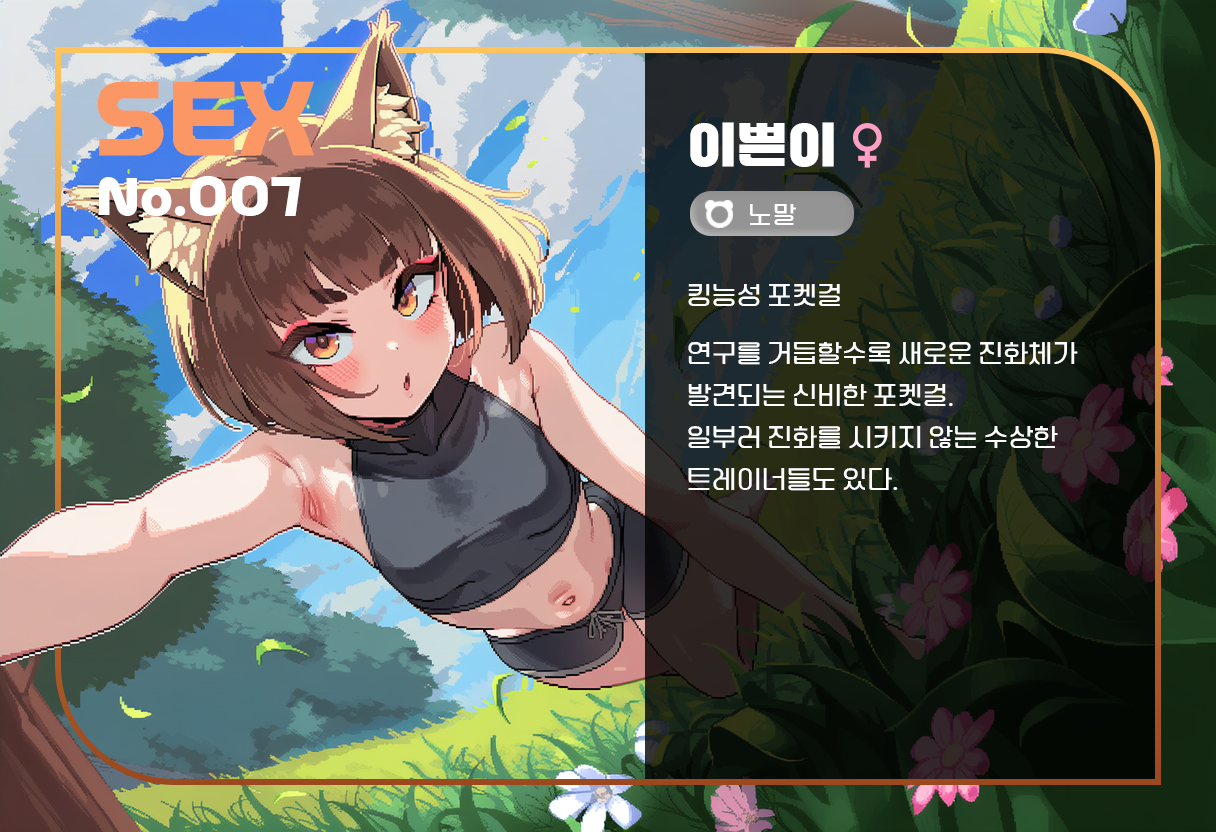 SEX
No.007
이쁜이 ♀
노말
킹능성 포켓걸
연구를 거듭할수록 새로운 진화체가
발견되는 신비한 포켓걸.
일부러 진화를 시키지 않는 수상한
트레이너들도 있다.